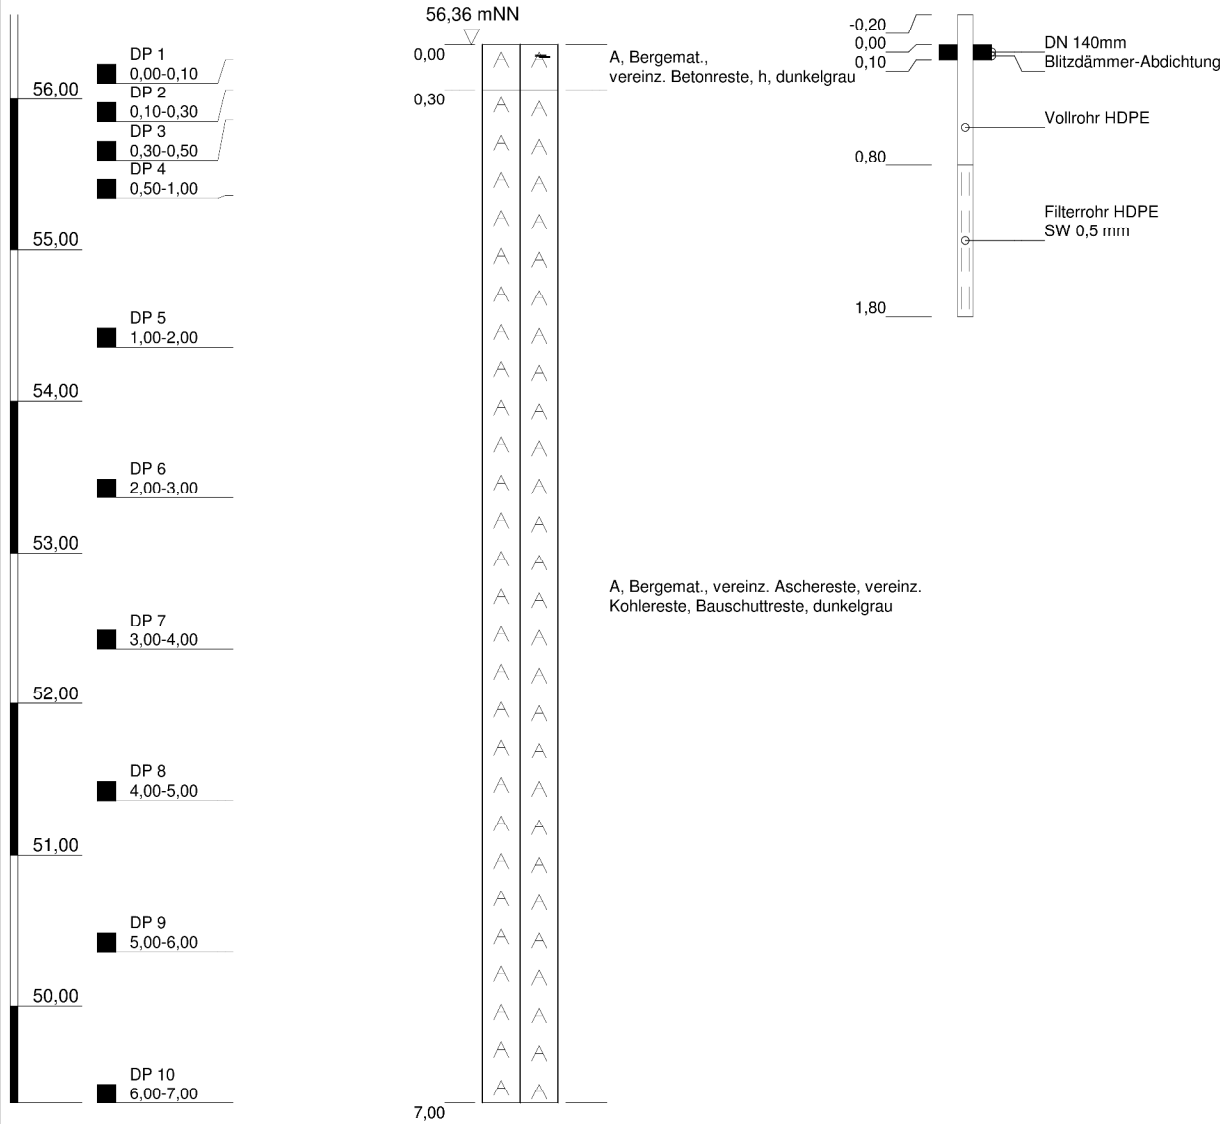 56,36 mNN
56,00
55,00
54,00
53,00
52,00
51,00
50,00
DP 1
0,00-0,10
DP 2
0,10-0,30
DP 3
0,30-0,50
DP 4
0,50-1,00
DP 5
1,00-2,00
DP 6
2,00-3,00
DP 7
3,00-4,00
DP 8
4,00-5,00
DP 9
5,00-6,00
DP 10
6,00-7,00
0,00
0,30
7,00
A, Bergemat.,
vereinz. Betonreste, h, dunkelgrau
A, Bergemat., vereinz. Aschereste, vereinz.
Kohlereste, Bauschuttreste, dunkelgrau
-0,20
0,00
0,10
0,80
1,80
DN 140mm
Blitzdämmer-Abdichtung
Vollrohr HDPE
Filterrohr HDPE
SW 0,5 mm